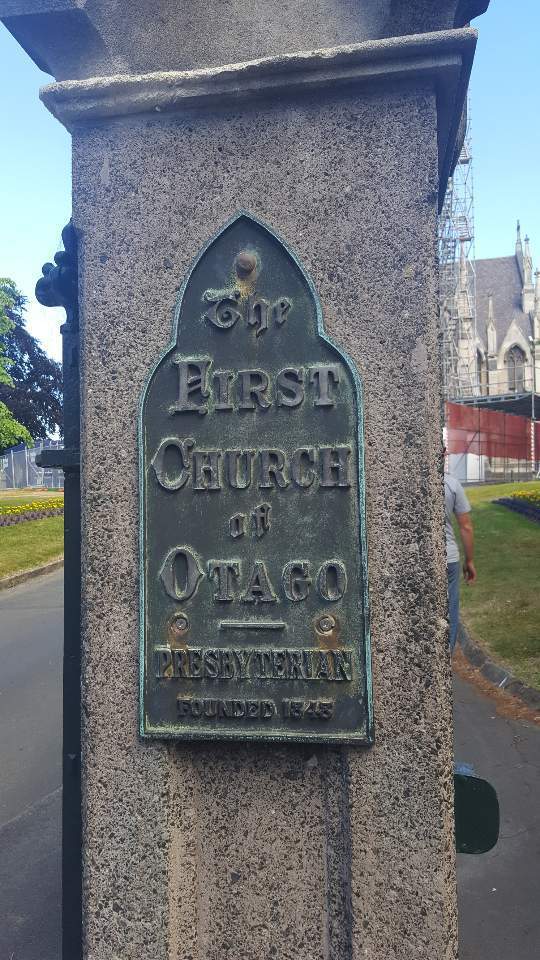 The
FIRST
CHURCH
of
OTAGO
PRESBYTERIAN
FOUNDED 1848